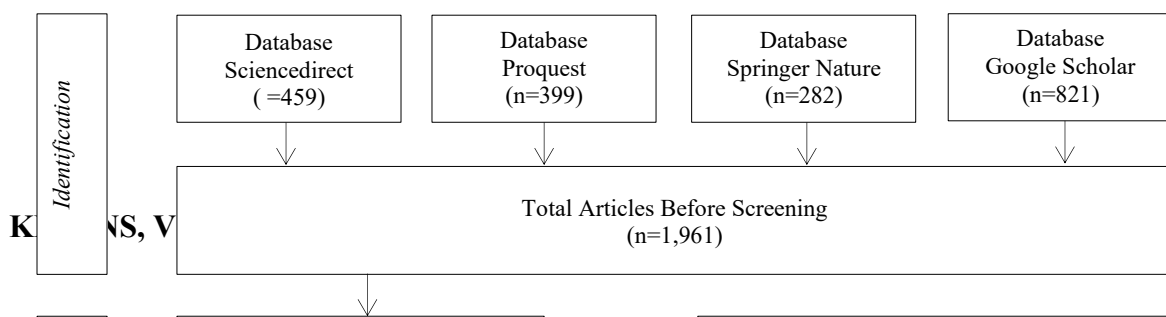 Identification
Database
Sciencedirect
( =459)
Database
Proquest
(n=399)
Database
Springer Nature
(n=282)
Database
Google Scholar
(n=821)
Total Articles Before Screening
(n=1,961)